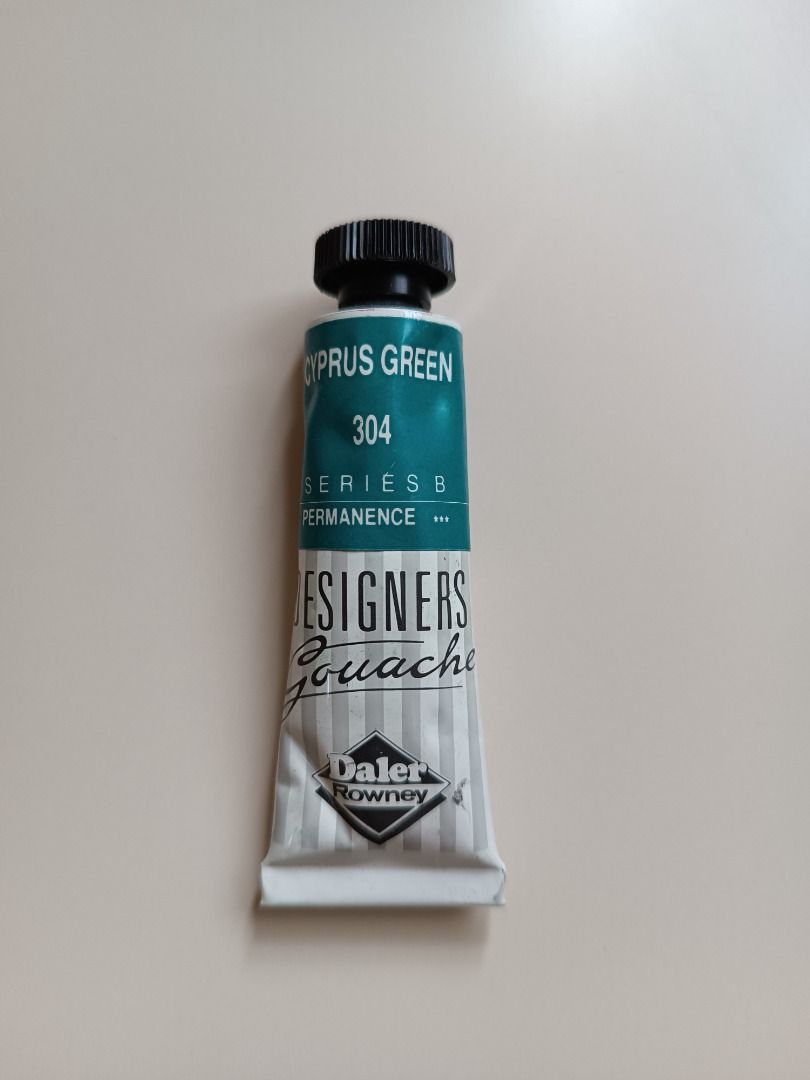 CYPRUS GREEN
304
SERIES B
PERMANENCE ***
DESIGNERS
Gouache
Daler
Rowney